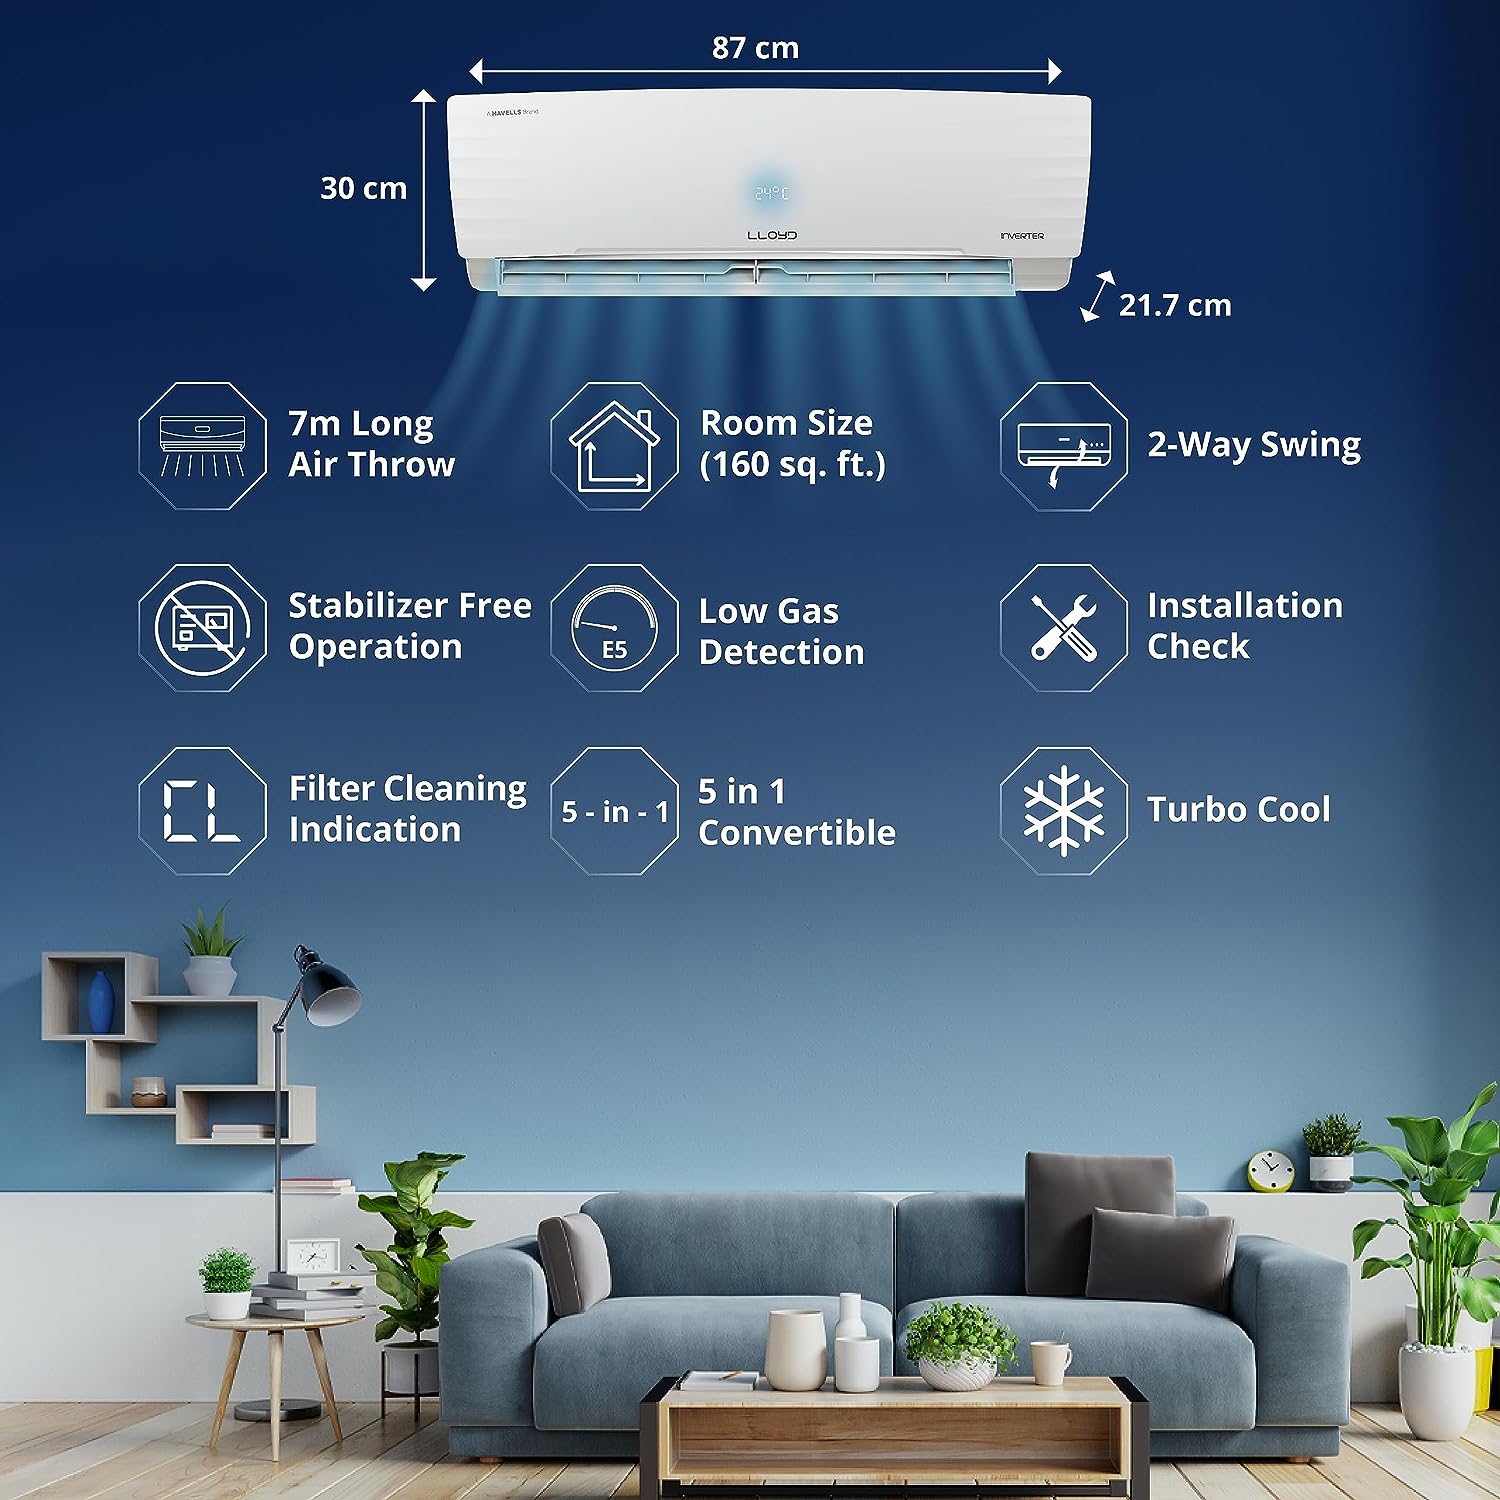 87 cm
A HAVELLS Brand
30 cm
24°C
LLOYD
INVERTER
21.7 cm
7m Long
Air Throw
Room Size
(160 sq. ft.)
2-Way Swing
Stabilizer Free
Operation
E5
Low Gas
Detection
Installation
Check
CL
Filter Cleaning
Indication
5 - in - 1
5 in 1
Convertible
Turbo Cool